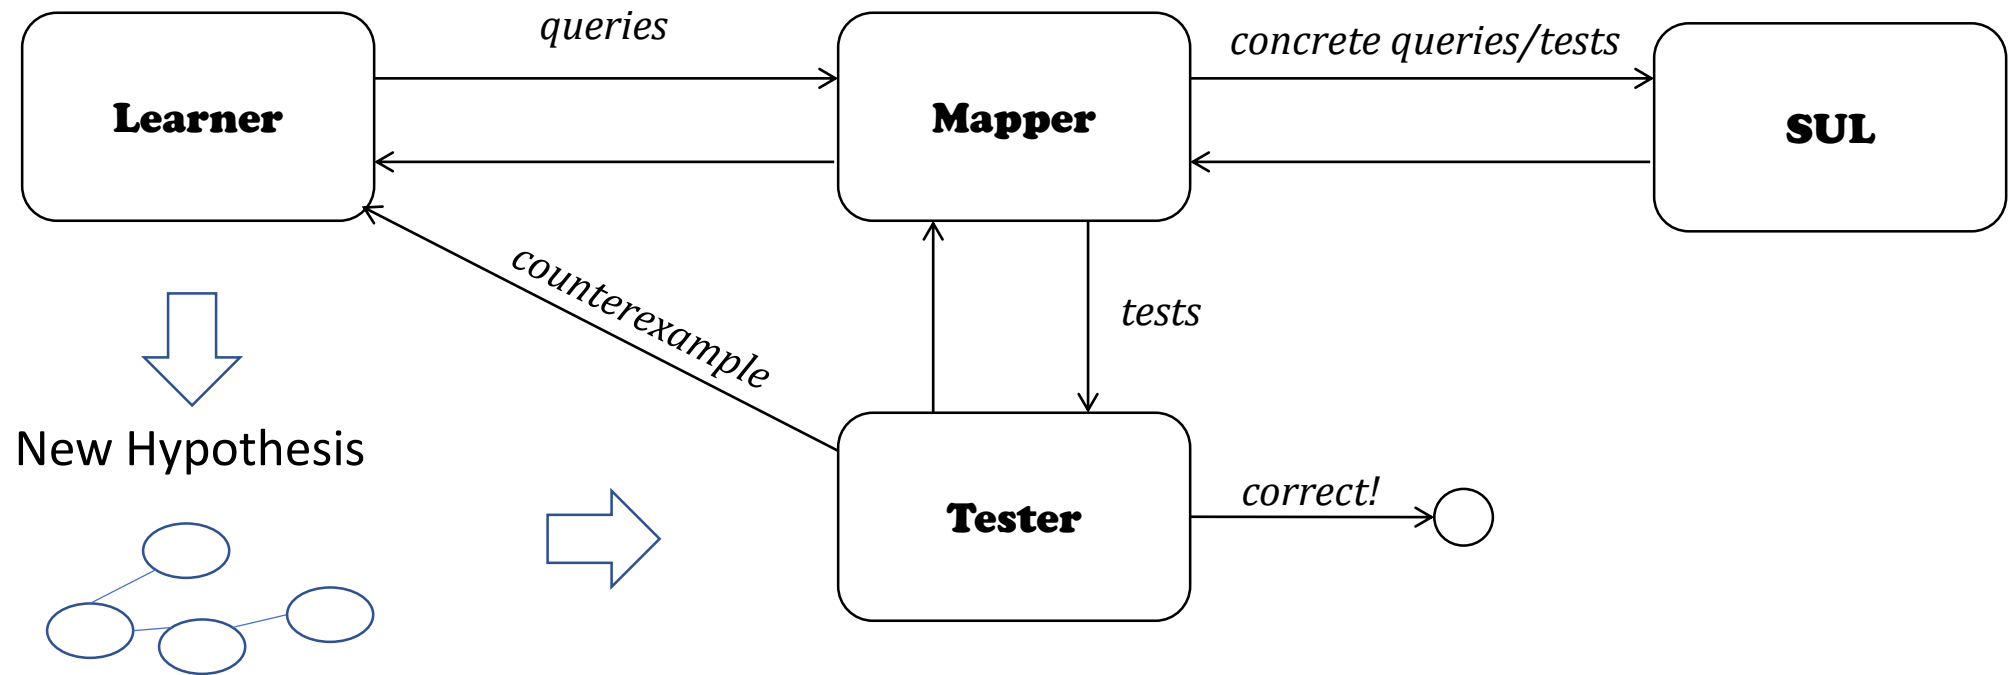 queries
concrete queries/tests
Learner
Mapper
SUL
counterexample
tests
New Hypothesis
correct!
Tester